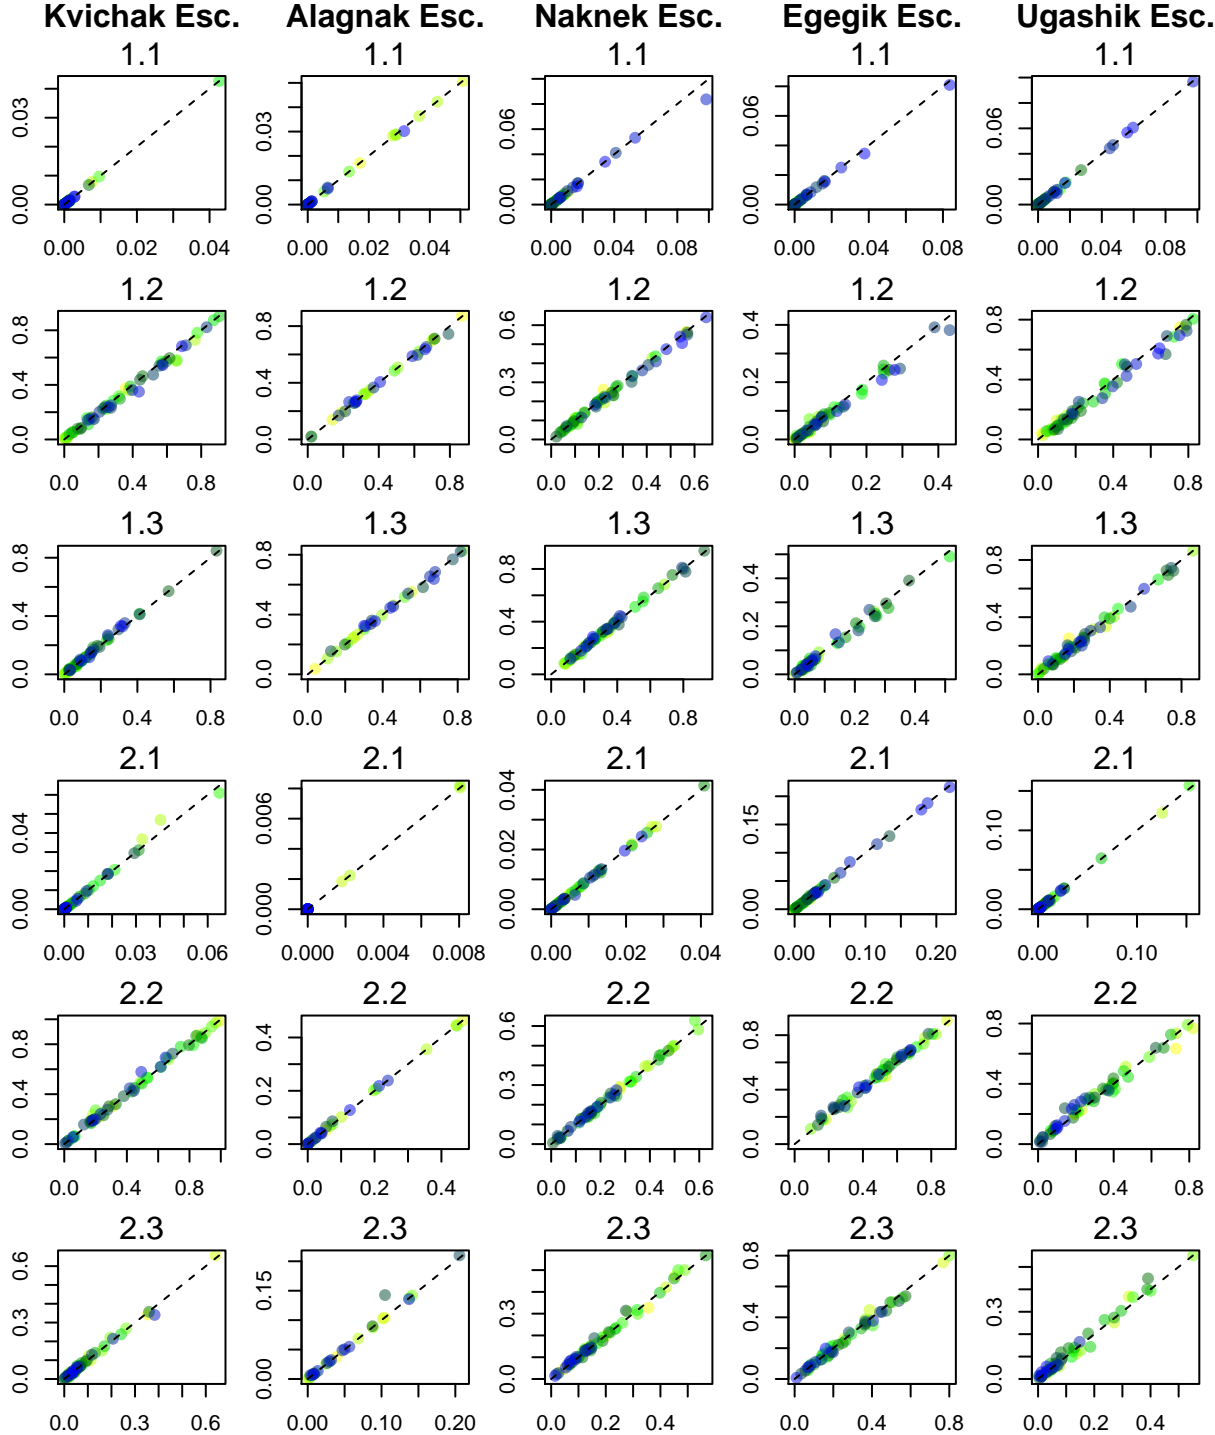 Kvichak Esc. Alagnak Esc. Naknek Esc. Egegik Esc. Ugashik Esc.
1.1 1.1 1.1 1.1 1.1
0.00 0.03 0.00 0.03 0.00 0.06 0.00 0.06 0.00 0.06
0.00 0.02 0.04 0.00 0.02 0.04 0.00 0.04 0.08 0.00 0.04 0.08 0.00 0.04 0.08
1.2 1.2 1.2 1.2 1.2
0.0 0.4 0.8 0.0 0.4 0.8 0.0 0.3 0.6 0.0 0.2 0.4 0.0 0.4 0.8
0.0 0.4 0.8 0.0 0.4 0.8 0.0 0.2 0.4 0.6 0.0 0.2 0.4 0.0 0.4 0.8
1.3 1.3 1.3 1.3 1.3
0.0 0.4 0.8 0.0 0.4 0.8 0.0 0.4 0.8 0.0 0.2 0.4 0.0 0.4 0.8
0.0 0.4 0.8 0.0 0.4 0.8 0.0 0.4 0.8 0.0 0.2 0.4 0.0 0.4 0.8
2.1 2.1 2.1 2.1 2.1
0.00 0.04 0.000 0.006 0.00 0.02 0.04 0.00 0.15 0.00 0.10
0.00 0.03 0.06 0.000 0.004 0.008 0.00 0.02 0.04 0.00 0.10 0.20 0.00 0.10
2.2 2.2 2.2 2.2 2.2
0.0 0.4 0.8 0.0 0.2 0.4 0.0 0.3 0.6 0.0 0.4 0.8 0.0 0.4 0.8
0.0 0.4 0.8 0.0 0.2 0.4 0.0 0.2 0.4 0.6 0.0 0.4 0.8 0.0 0.4 0.8
2.3 2.3 2.3 2.3 2.3
0.0 0.2 0.4 0.6 0.00 0.15 0.0 0.3 0.0 0.4 0.8 0.0 0.3
0.0 0.3 0.6 0.00 0.10 0.20 0.0 0.2 0.4 0.0 0.4 0.8 0.0 0.2 0.4